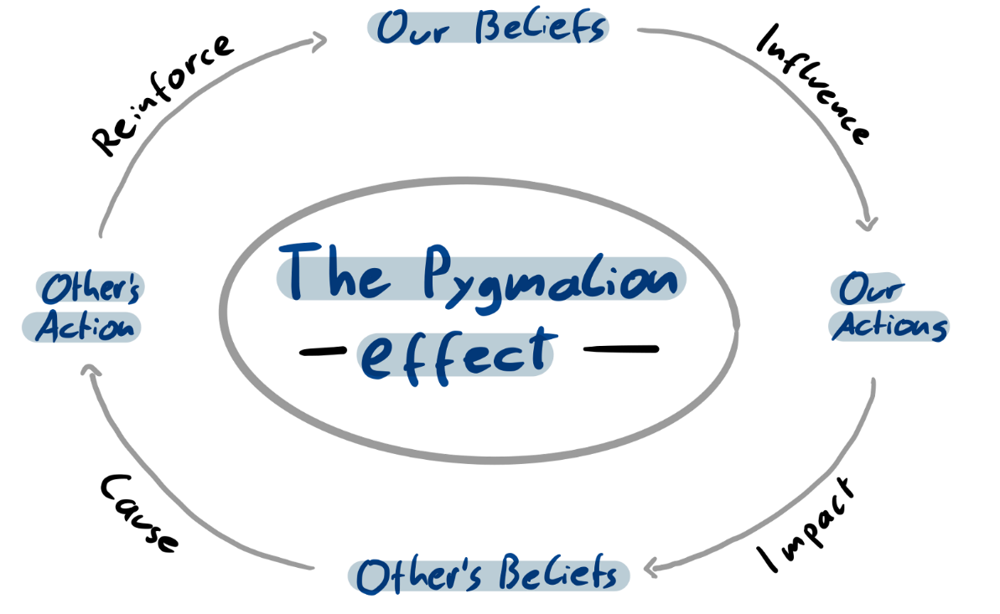 Our Beliefs
Influence
Our
Actions
Impact
Other's Beliefs
Cause
Other's
Action
Reinforce
The Pygmalion
effect